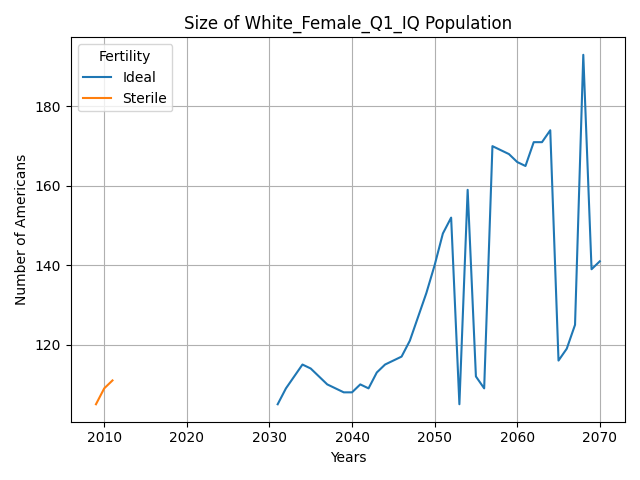 Size of White_Female_Q1_IQ Population
Fertility
Ideal
Sterile
Number of Americans
180
160
140
120
2010 2020 2030 2040 2050 2060 2070
Years